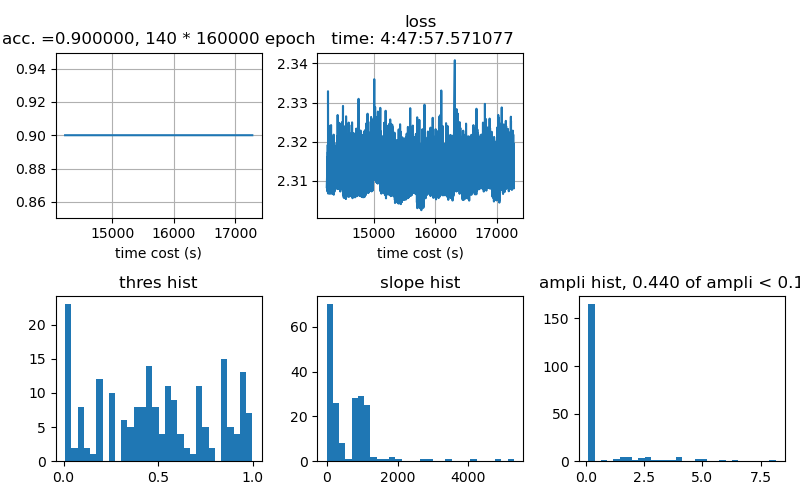 acc. =0.900000, 140 * 160000 epoch
loss
time: 4:47:57.571077
0.94
0.92
0.90
0.88
0.86
15000 16000 17000
time cost (s)
2.34
2.33
2.32
2.31
15000 16000 17000
time cost (s)
thres hist
20
15
10
5
0
0.0 0.5 1.0
slope hist
60
40
20
0
0 2000 4000
ampli hist, 0.440 of ampli < 0.1
150
100
50
0
0.0 2.5 5.0 7.5